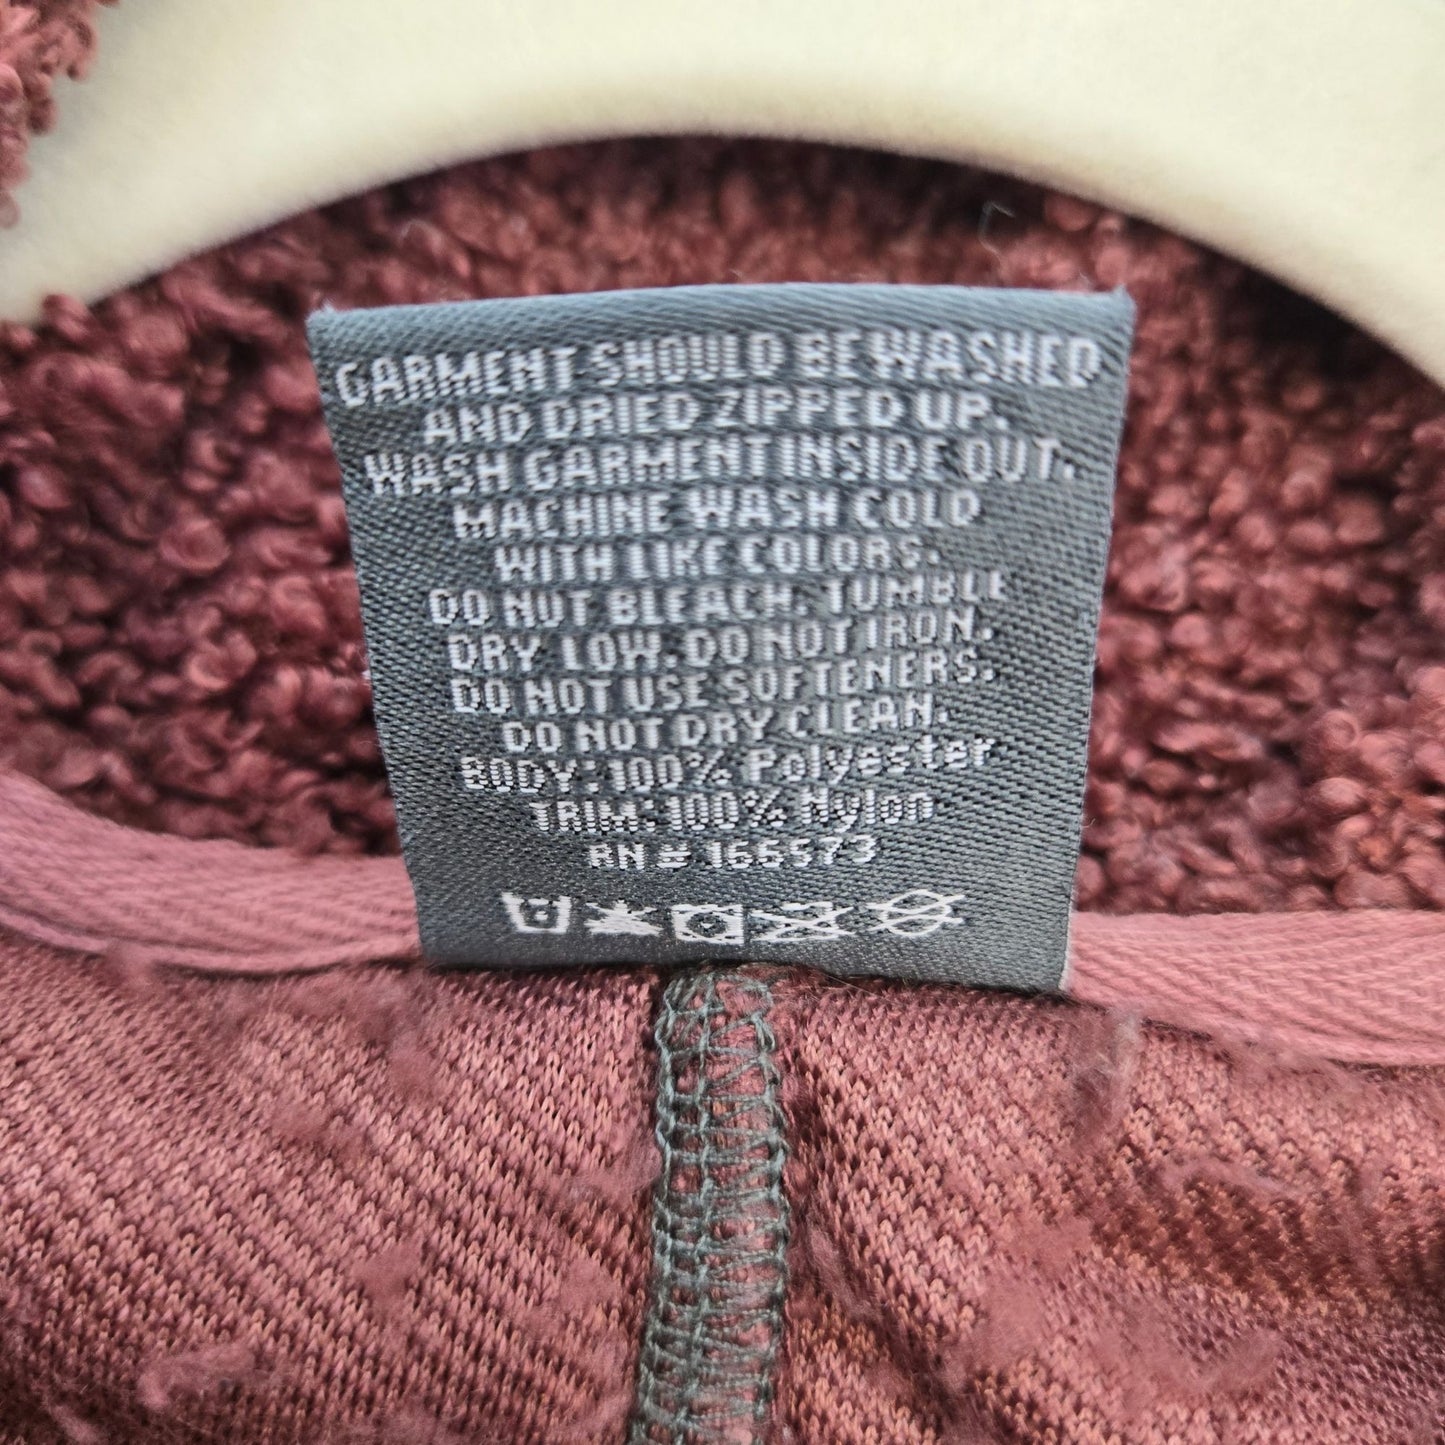 GARMENT SHOULD BE WASHED
AND DRIED ZIPPED UP.
WASH GARMENT INSIDE OUT.
MACHINE WASH COLD
WITH LIKE COLORS.
DO NOT BLEACH. TUMBLE
DRY LOW. DO NOT IRON.
DO NOT USE SOFTENERS.
DO NOT DRY CLEAN.
BODY: 100% Polyester
TRIM: 100% Nylon
RN # 166573